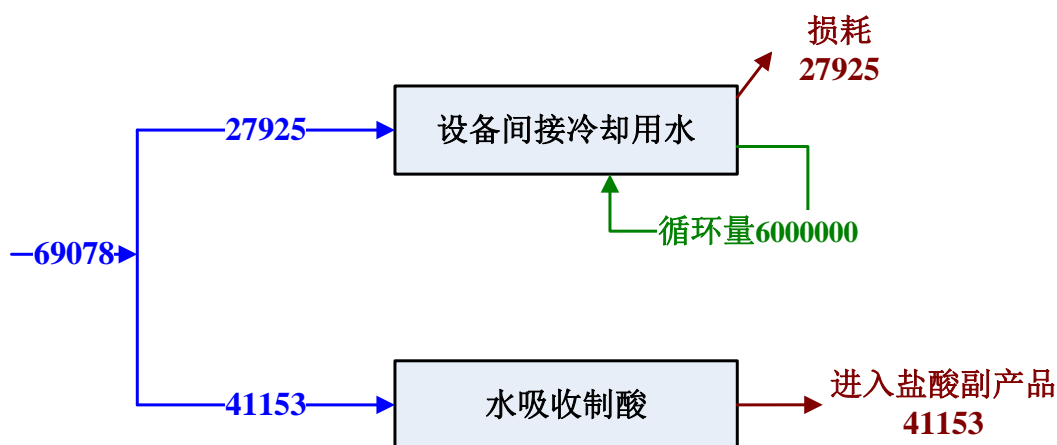 损耗
27925
27925
设备间接冷却用水
循环量6000000
69078
41153
水吸收制酸
进入盐酸副产品
41153